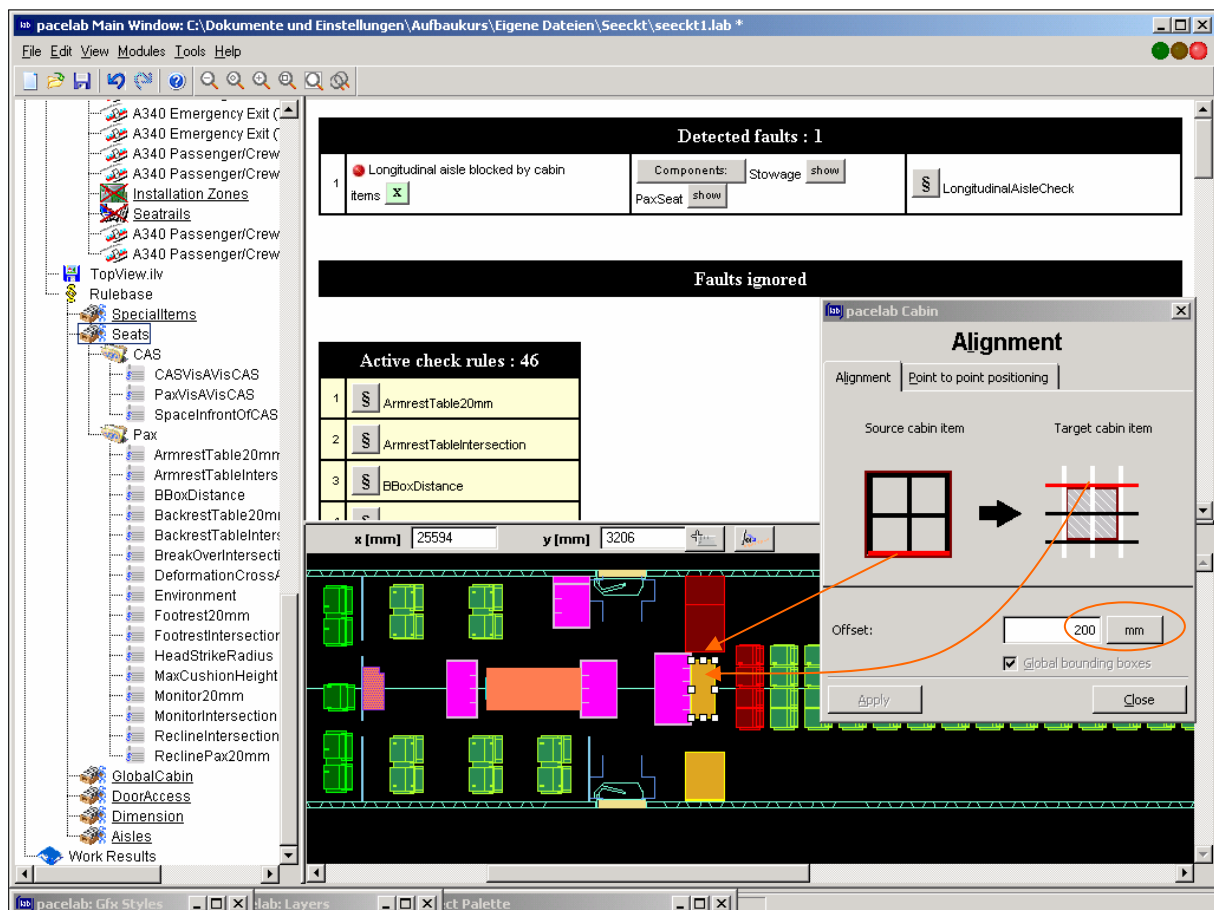 pacelab Main Window: C:\Dokumente und Einstellungen\Aufbaukurs\Eigene Dateien\Seeckt\seeckt1.lab *
File Edit View Modules Tools Help
A340 Emergency Exit (
A340 Emergency Exit (
A340 Passenger/Crew
A340 Passenger/Crew
Installation Zones
Seatrails
A340 Passenger/Crew
A340 Passenger/Crew
TopView.ilv
Rulebase
SpecialItems
Seats
CAS
CASVisAVisCAS
PaxVisAVisCAS
SpaceInfrontOfCAS
Pax
ArmrestTable20mm
ArmrestTableInters
BBoxDistance
BackrestTable20m
BackrestTableInters
BreakOverIntersecti
DeformationCross
Environment
Footrest20mm
FootrestIntersection
HeadStrikeRadius
MaxCushionHeight
Monitor20mm
MonitorIntersection
ReclineIntersection
ReclinePax20mm
GlobalCabin
DoorAccess
Dimension
Aisles
Work Results
Detected faults : 1
1 Longitudinal aisle blocked by cabin items X
Components: Stowage show
PaxSeat show
§ LongitudinalAisleCheck
Faults ignored
Active check rules : 46
1 § ArmrestTable20mm
2 § ArmrestTableIntersection
3 § BBoxDistance
x [mm] 25594 y [mm] 3206
pacelab Cabin
Alignment
Alignment Point to point positioning
Source cabin item Target cabin item
Offset: 200 mm
Global bounding boxes
Apply Close
pacelab: Gfx Styles lab: Layers ct Palette